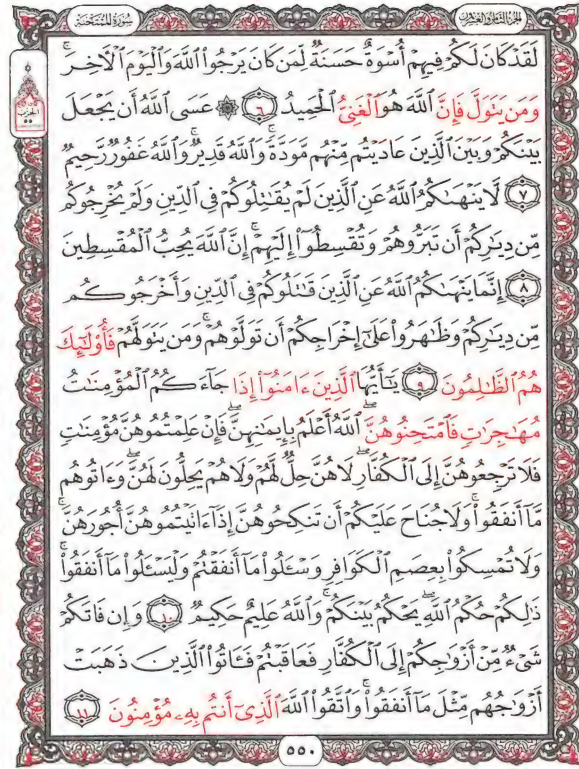 الجزء الثامن والعشرون
سورة الممتحنة
لَقَدْ كَانَ لَكُمْ فِيهِمْ أُسْوَةٌ حَسَنَةٌ لِّمَن كَانَ يَرْجُوا۟ ٱللَّهَ وَٱلْيَوْمَ ٱلْءَاخِرَ ۚ
وَمَن يَتَوَلَّ فَإِنَّ ٱللَّهَ هُوَ ٱلْغَنِىُّ ٱلْحَمِيدُ ٦ ۞ عَسَى ٱللَّهُ أَن يَجْعَلَ
بَيْنَكُمْ وَبَيْنَ ٱلَّذِينَ عَادَيْتُم مِّنْهُم مَّوَدَّةً ۚ وَٱللَّهُ قَدِيرٌ ۚ وَٱللَّهُ غَفُورٌ رَّحِيمٌ
٧ لَّا يَنْهَىٰكُمُ ٱللَّهُ عَنِ ٱلَّذِينَ لَمْ يُقَٰتِلُوكُمْ فِى ٱلدِّينِ وَلَمْ يُخْرِجُوكُم
مِّن دِيَٰرِكُمْ أَن تَبَرُّوهُمْ وَتُقْسِطُوٓا۟ إِلَيْهِمْ ۚ إِنَّ ٱللَّهَ يُحِبُّ ٱلْمُقْسِطِينَ
٨ إِنَّمَا يَنْهَىٰكُمُ ٱللَّهُ عَنِ ٱلَّذِينَ قَٰتَلُوكُمْ فِى ٱلدِّينِ وَأَخْرَجُوكُم
مِّن دِيَٰرِكُمْ وَظَٰهَرُوا۟ عَلَىٰٓ إِخْرَاجِكُمْ أَن تَوَلَّوْهُمْ ۚ وَمَن يَتَوَلَّهُمْ فَأُو۟لَٰٓئِكَ
هُمُ ٱلظَّٰلِمُونَ ٩ يَٰٓأَيُّهَا ٱلَّذِينَ ءَامَنُوٓا۟ إِذَا جَآءَكُمُ ٱلْمُؤْمِنَٰتُ
مُهَٰجِرَٰتٍ فَٱمْتَحِنُوهُنَّ ۖ ٱللَّهُ أَعْلَمُ بِإِيمَٰنِهِنَّ ۖ فَإِنْ عَلِمْتُمُوهُنَّ مُؤْمِنَٰتٍ
فَلَا تَرْجِعُوهُنَّ إِلَى ٱلْكُفَّارِ ۖ لَا هُنَّ حِلٌّ لَّهُمْ وَلَا هُمْ يَحِلُّونَ لَهُنَّ ۖ وَءَاتُوهُم
مَّآ أَنفَقُوا۟ ۚ وَلَا جُنَاحَ عَلَيْكُمْ أَن تَنكِحُوهُنَّ إِذَآ ءَاتَيْتُمُوهُنَّ أُجُورَهُنَّ ۚ
وَلَا تُمْسِكُوا۟ بِعِصَمِ ٱلْكَوَافِرِ وَسْـَٔلُوا۟ مَآ أَنفَقْتُمْ وَلْيَسْـَٔلُوا۟ مَآ أَنفَقُوا۟ ۚ
ذَٰلِكُمْ حُكْمُ ٱللَّهِ ۖ يَحْكُمُ بَيْنَكُمْ ۚ وَٱللَّهُ عَلِيمٌ حَكِيمٌ ١٠ وَإِن فَاتَكُمْ
شَىْءٌ مِّنْ أَزْوَٰجِكُمْ إِلَى ٱلْكُفَّارِ فَعَاقَبْتُمْ فَـَٔاتُوا۟ ٱلَّذِينَ ذَهَبَتْ
أَزْوَٰجُهُم مِّثْلَ مَآ أَنفَقُوا۟ ۚ وَٱتَّقُوا۟ ٱللَّهَ ٱلَّذِىٓ أَنتُم بِهِۦ مُؤْمِنُونَ ١١
٥٥٠